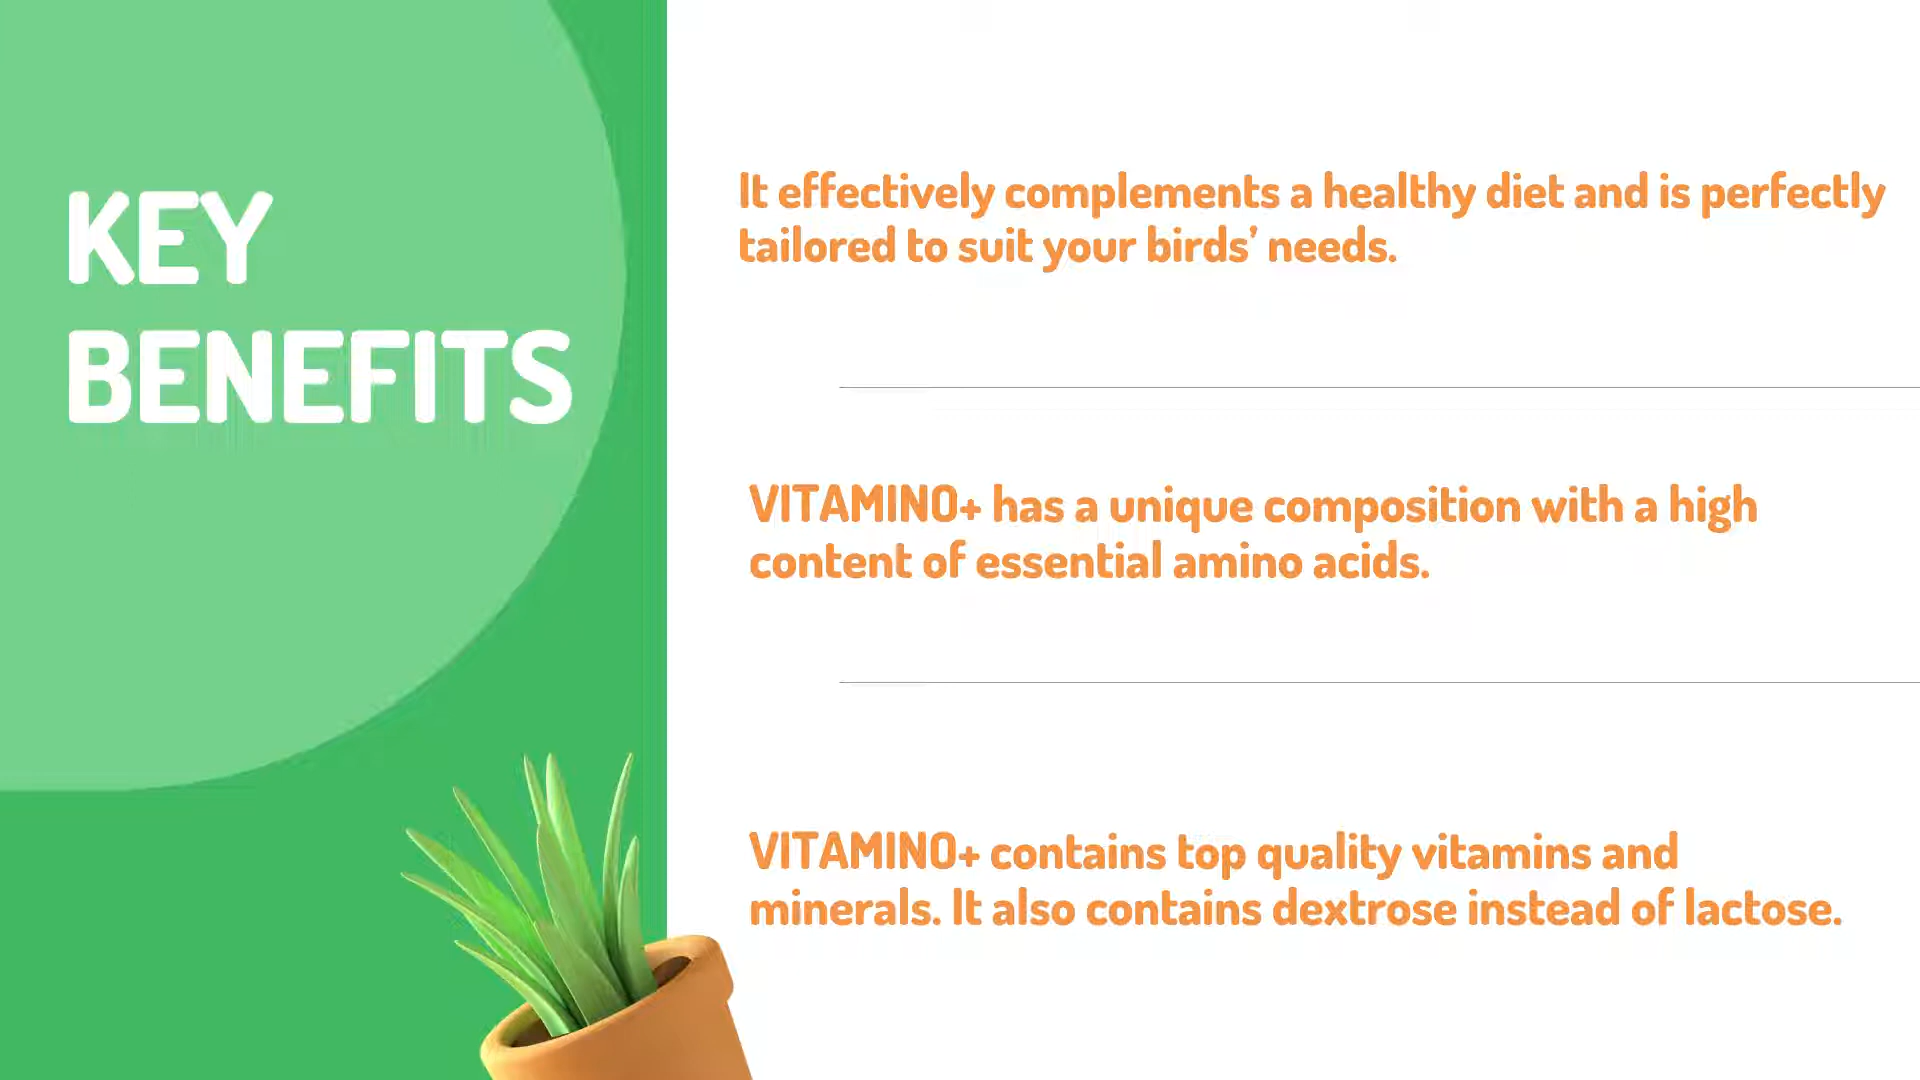 KEY
BENEFITS
It effectively complements a healthy diet and is perfectly
tailored to suit your birds’ needs.
VITAMINO+ has a unique composition with a high
content of essential amino acids.
VITAMINO+ contains top quality vitamins and
minerals. It also contains dextrose instead of lactose.